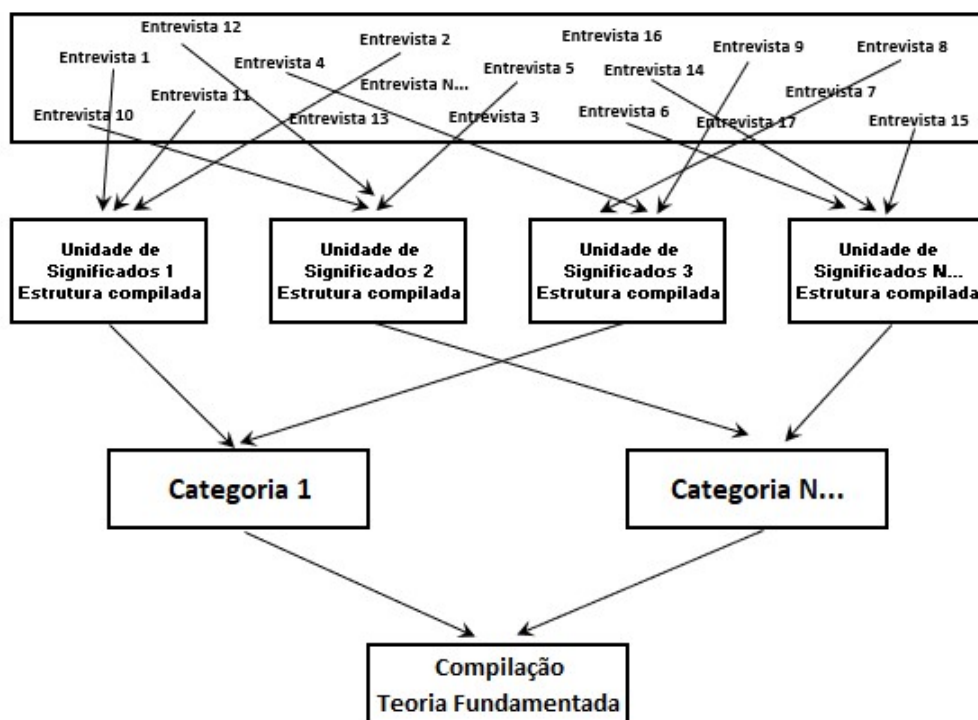 Entrevista 12
Entrevista 16
Entrevista 2
Entrevista 9
Entrevista 8
Entrevista 1
Entrevista 4
Entrevista 5
Entrevista 14
Entrevista N...
Entrevista 7
Entrevista 11
Entrevista 10
Entrevista 13
Entrevista 3
Entrevista 6
Entrevista 17
Entrevista 15
Unidade de
Significados 1
Estrutura compilada
Unidade de
Significados 2
Estrutura compilada
Unidade de
Significados 3
Estrutura compilada
Unidade de
Significados N...
Estrutura compilada
Categoria 1
Categoria N...
Compilação
Teoria Fundamentada